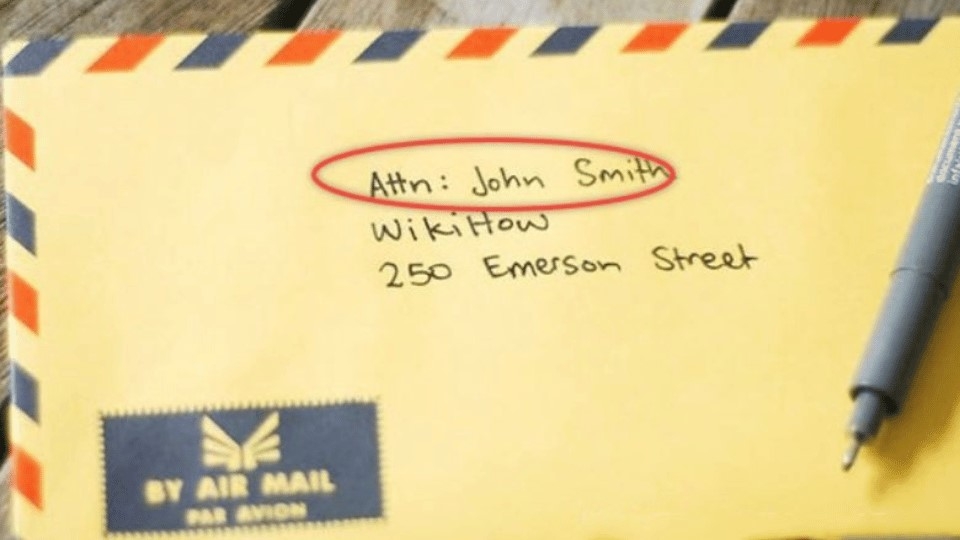 Attn: John Smith
WikiHow
250 Emerson Street
BY AIR MAIL
PAR AVION